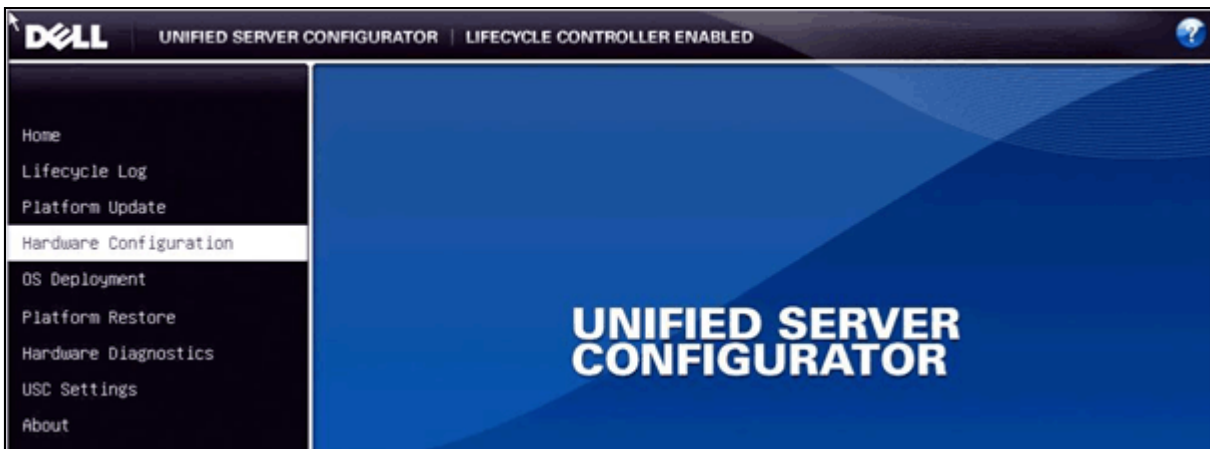 DELL UNIFIED SERVER CONFIGURATOR | LIFECYCLE CONTROLLER ENABLED ?
Home
Lifecycle Log
Platform Update
Hardware Configuration
OS Deployment
Platform Restore
Hardware Diagnostics
USC Settings
About
UNIFIED SERVER
CONFIGURATOR